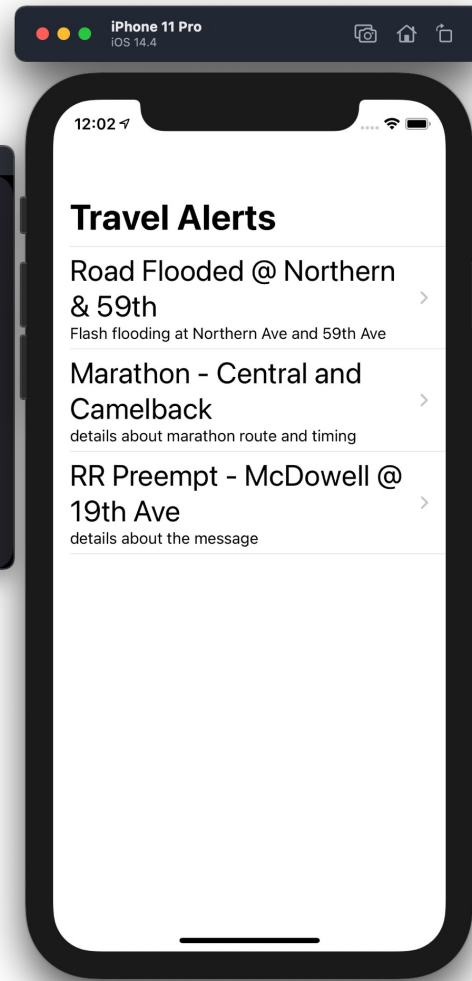 iPhone 11 Pro
iOS 14.4
12:02
Travel Alerts
Road Flooded @ Northern
& 59th
Flash flooding at Northern Ave and 59th Ave
Marathon - Central and
Camelback
details about marathon route and timing
RR Preempt - McDowell @
19th Ave
details about the message